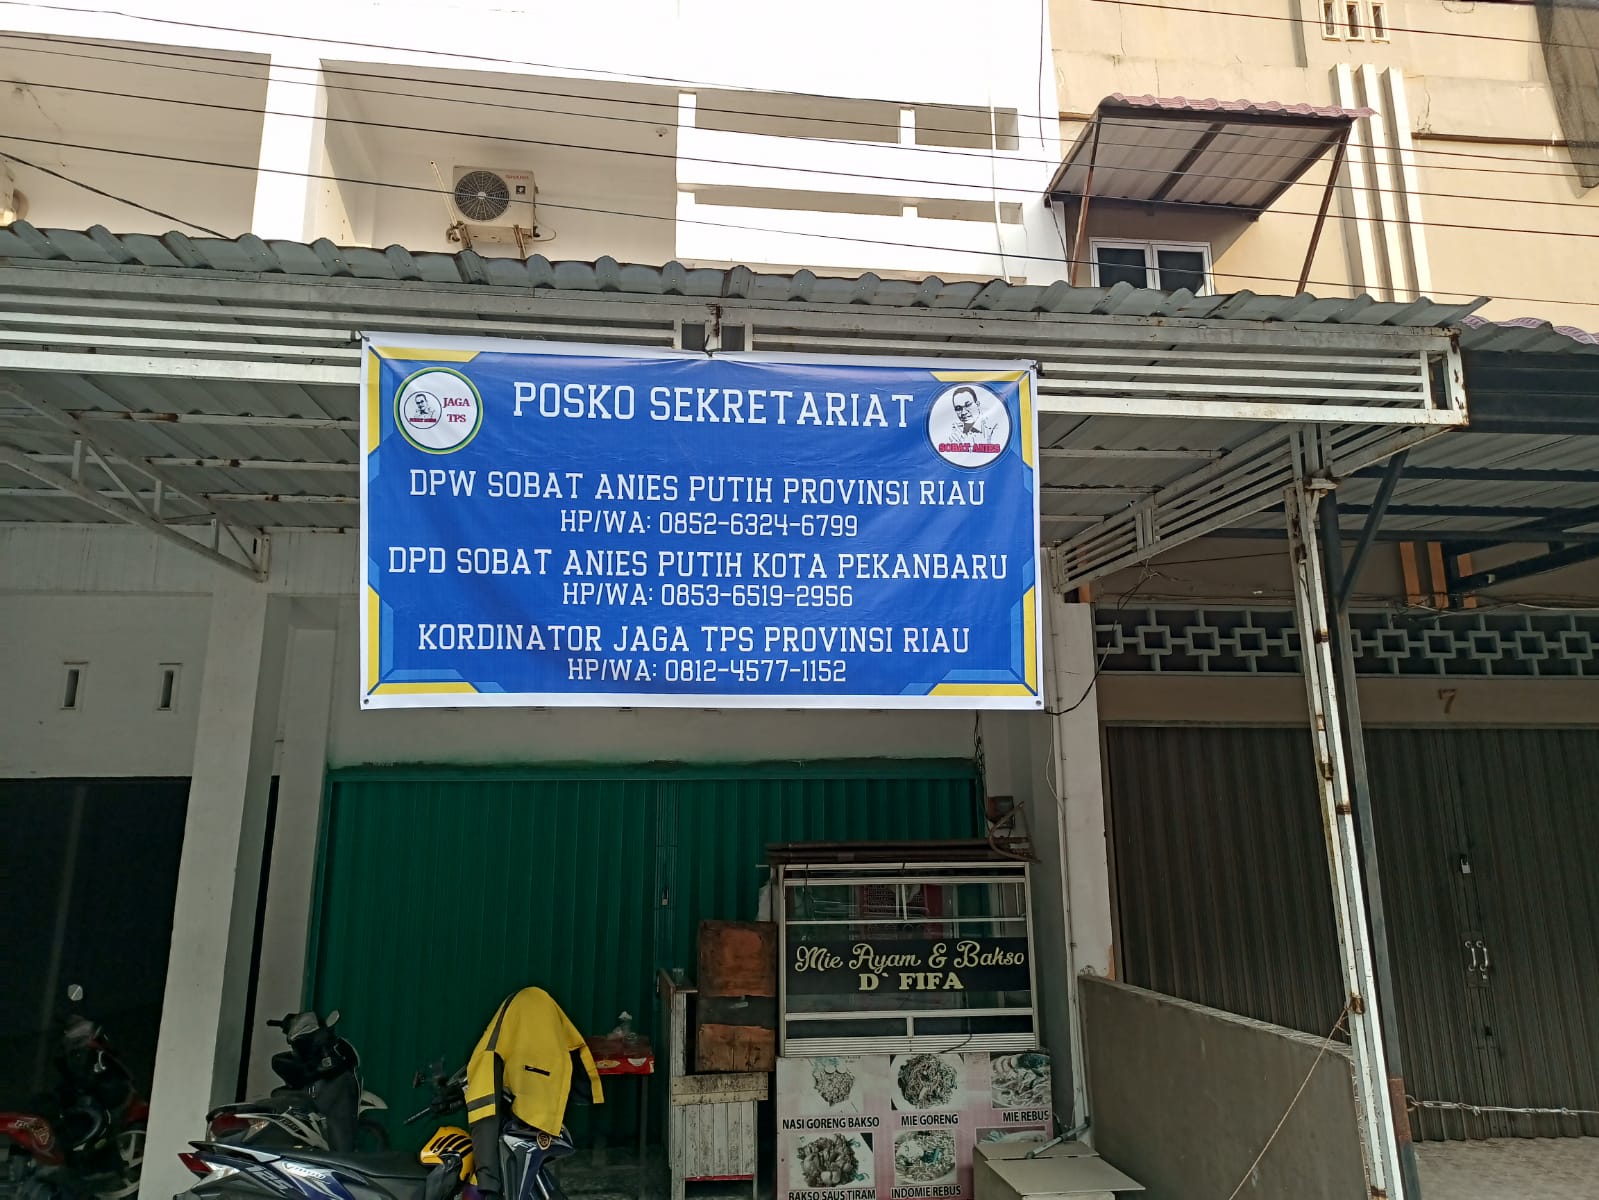 JAGA
TPS
POSKO SEKRETARIAT
SOBAT ANIES
DPW SOBAT ANIES PUTIH PROVINSI RIAU
HP/WA: 0852-6324-6799
DPD SOBAT ANIES PUTIH KOTA PEKANBARU
HP/WA: 0853-6519-2956
KORDINATOR JAGA TPS PROVINSI RIAU
HP/WA: 0812-4577-1152
7
Mie Ayam & Bakso
D` FIFA
NASI GORENG BAKSO
MIE GORENG
MIE REBUS
BAKSO SAUS TIRAM
INDOMIE REBUS